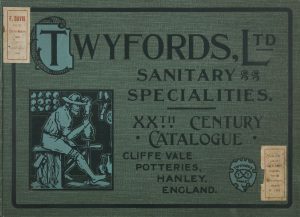 TWYFORDS, LTD
SANITARY
SPECIALITIES.
XXTH CENTURY
CATALOGUE
CLIFFE VALE
POTTERIES,
HANLEY,
ENGLAND.